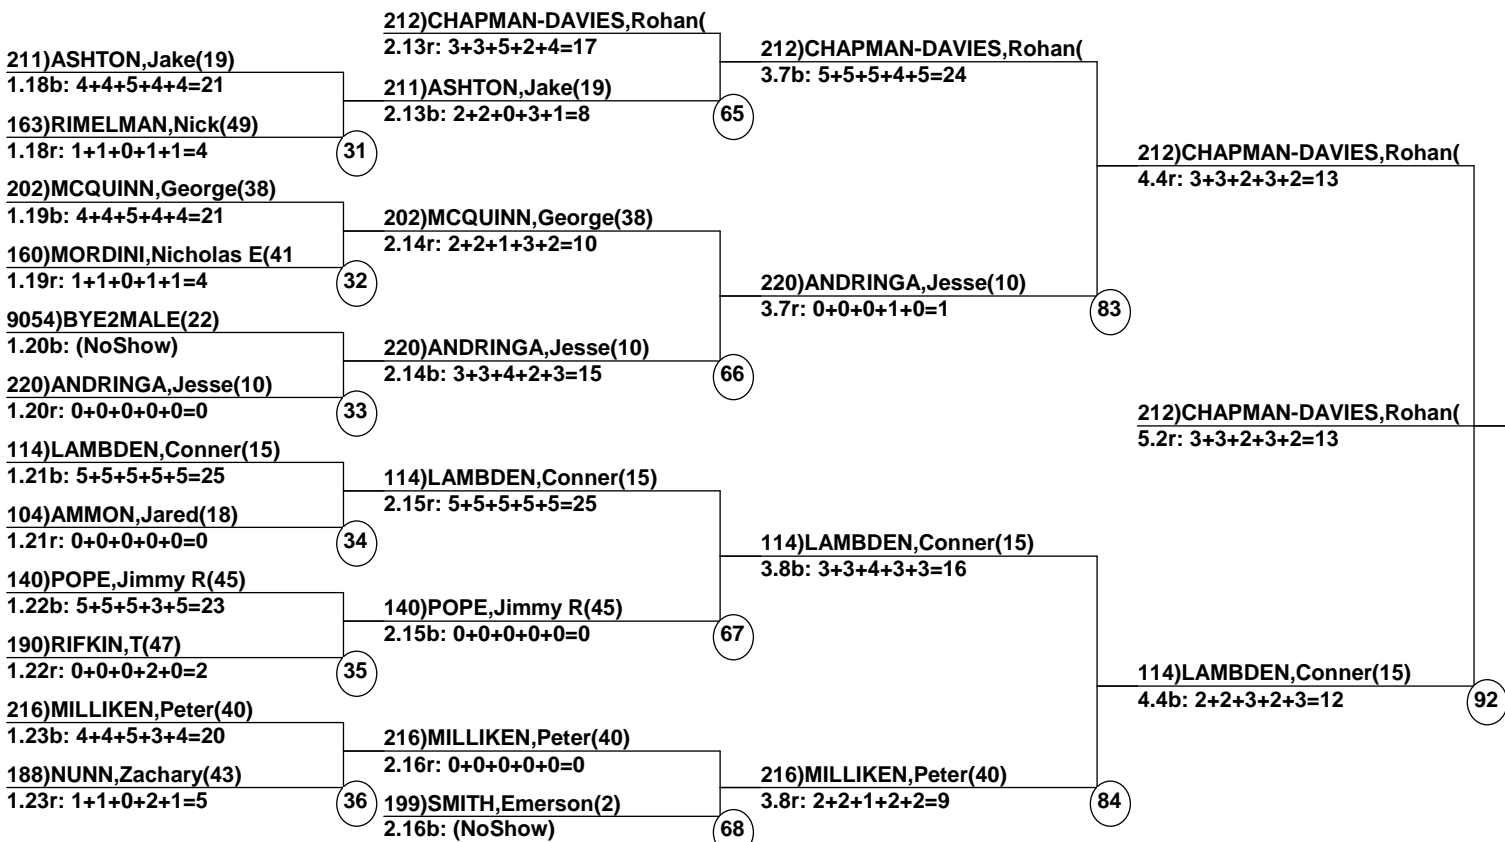 211)ASHTON,Jake(19)
1.18b: 4+4+5+4+4=21
163)RIMELMAN,Nick(49)
1.18r: 1+1+0+1+1=4
31
202)MCQUINN,George(38)
1.19b: 4+4+5+4+4=21
160)MORDINI,Nicholas E(41
1.19r: 1+1+0+1+1=4
32
9054)BYE2MALE(22)
1.20b: (NoShow)
220)ANDRINGA,Jesse(10)
1.20r: 0+0+0+0+0=0
33
114)LAMBDEN,Conner(15)
1.21b: 5+5+5+5+5=25
104)AMMON,Jared(18)
1.21r: 0+0+0+0+0=0
34
140)POPE,Jimmy R(45)
1.22b: 5+5+5+3+5=23
190)RIFKIN,T(47)
1.22r: 0+0+0+2+0=2
35
216)MILLIKEN,Peter(40)
1.23b: 4+4+5+3+4=20
188)NUNN,Zachary(43)
1.23r: 1+1+0+2+1=5
36
212)CHAPMAN-DAVIES,Rohan(
2.13r: 3+3+5+2+4=17
211)ASHTON,Jake(19)
2.13b: 2+2+0+3+1=8
65
202)MCQUINN,George(38)
2.14r: 2+2+1+3+2=10
220)ANDRINGA,Jesse(10)
2.14b: 3+3+4+2+3=15
66
114)LAMBDEN,Conner(15)
2.15r: 5+5+5+5+5=25
140)POPE,Jimmy R(45)
2.15b: 0+0+0+0+0=0
67
216)MILLIKEN,Peter(40)
2.16r: 0+0+0+0+0=0
199)SMITH,Emerson(2)
2.16b: (NoShow)
68
212)CHAPMAN-DAVIES,Rohan(
3.7b: 5+5+5+4+5=24
220)ANDRINGA,Jesse(10)
3.7r: 0+0+0+1+0=1
83
114)LAMBDEN,Conner(15)
3.8b: 3+3+4+3+3=16
216)MILLIKEN,Peter(40)
3.8r: 2+2+1+2+2=9
84
212)CHAPMAN-DAVIES,Rohan(
4.4r: 3+3+2+3+2=13
212)CHAPMAN-DAVIES,Rohan(
5.2r: 3+3+2+3+2=13
114)LAMBDEN,Conner(15)
4.4b: 2+2+3+2+3=12
92